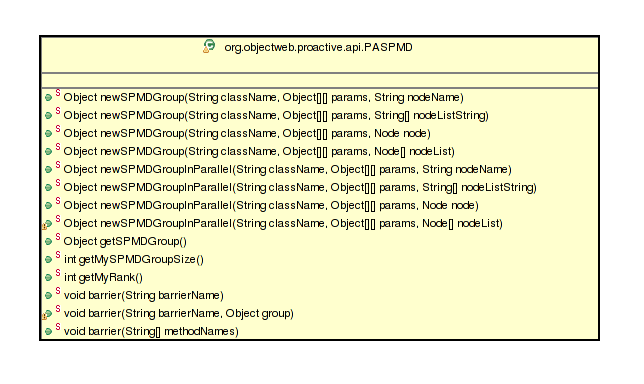 org.objectweb.proactive.api.PASPMD
S Object newSPMDGroup(String className, Object[][] params, String nodeName)
S Object newSPMDGroup(String className, Object[][] params, String[] nodeListString)
S Object newSPMDGroup(String className, Object[][] params, Node node)
S Object newSPMDGroup(String className, Object[][] params, Node[] nodeList)
S Object newSPMDGroupInParallel(String className, Object[][] params, String nodeName)
S Object newSPMDGroupInParallel(String className, Object[][] params, String[] nodeListString)
S Object newSPMDGroupInParallel(String className, Object[][] params, Node node)
S Object newSPMDGroupInParallel(String className, Object[][] params, Node[] nodeList)
S Object getSPMDGroup()
S int getMySPMDGroupSize()
S int getMyRank()
S void barrier(String barrierName)
S void barrier(String barrierName, Object group)
S void barrier(String[] methodNames)